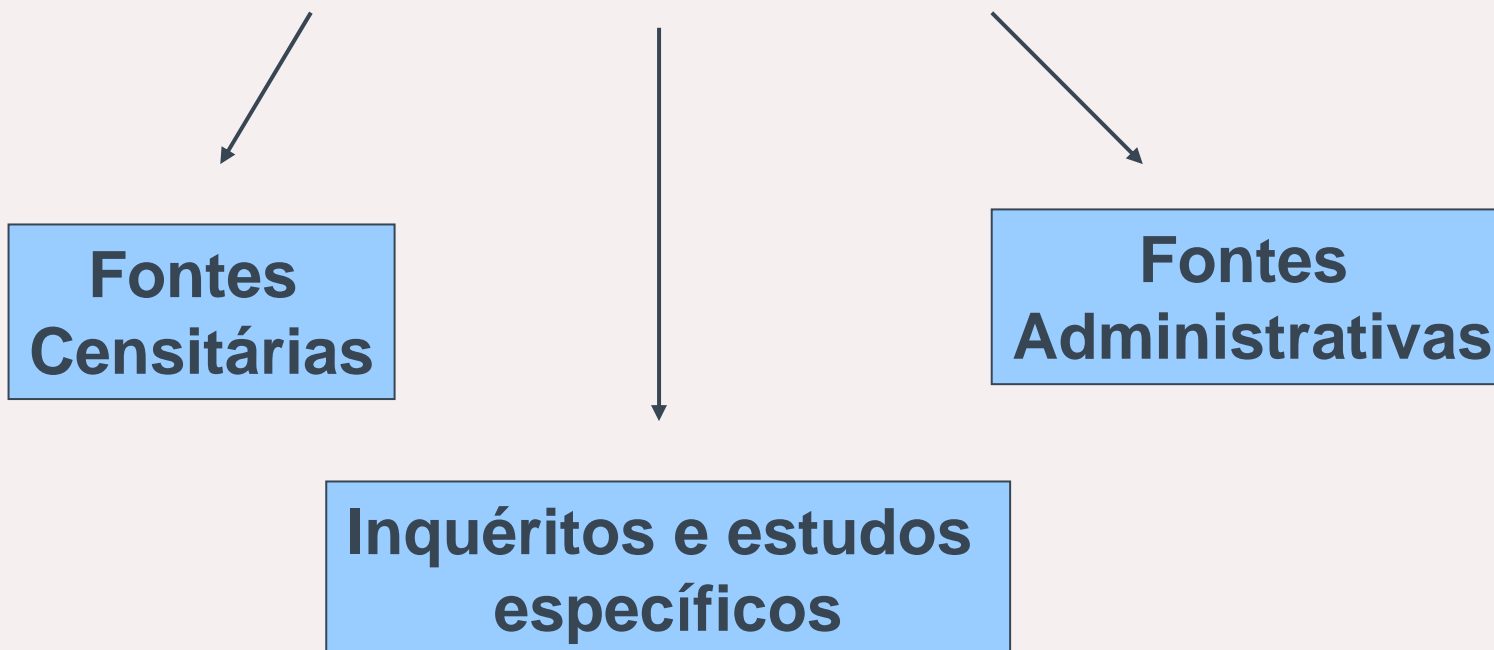 Fontes
Censitárias
Fontes
Administrativas
Inquéritos e estudos
específicos